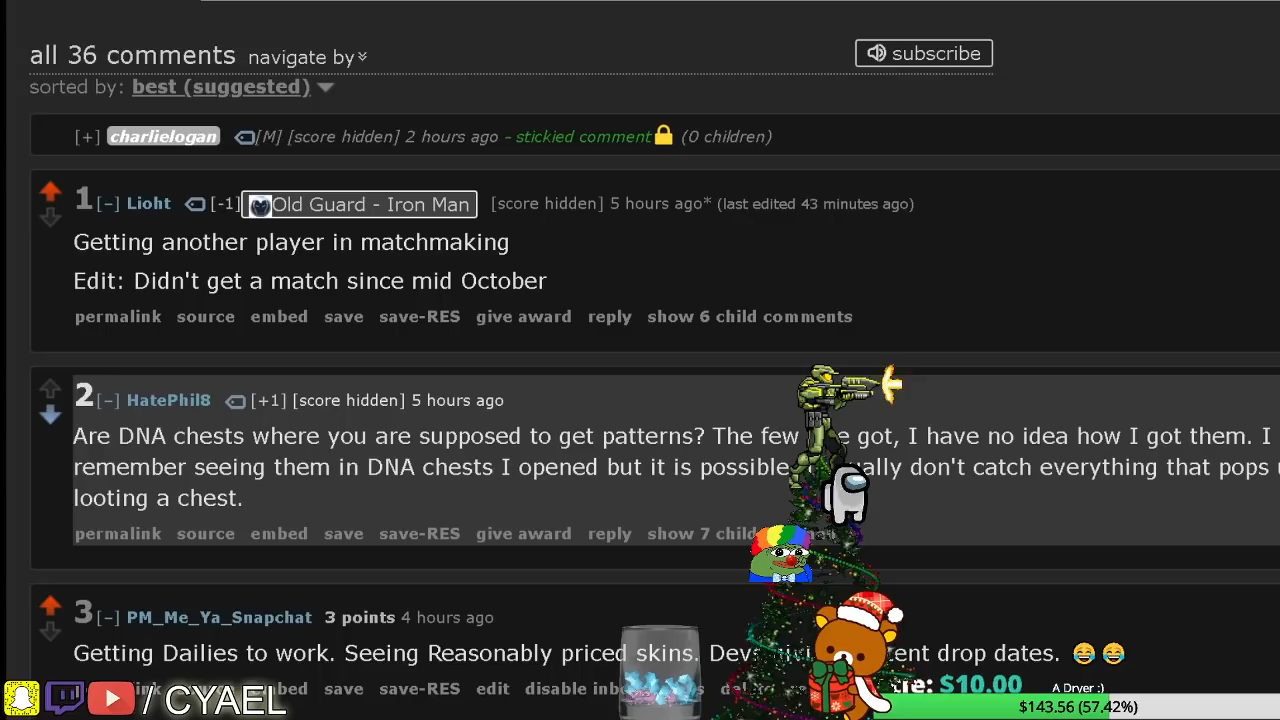 all 36 comments navigate by
subscribe
sorted by: best (suggested)
[+] charlielogan [M] [score hidden] 2 hours ago - stickied comment (0 children)
1 [–] Lioht [-1] Old Guard - Iron Man [score hidden] 5 hours ago* (last edited 43 minutes ago)
Getting another player in matchmaking
Edit: Didn't get a match since mid October
permalink source embed save save-RES give award reply show 6 child comments
2 [–] HatePhil8 [+1] [score hidden] 5 hours ago
Are DNA chests where you are supposed to get patterns? The few got, I have no idea how I got them. I
remember seeing them in DNA chests I opened but it is possible don't catch everything that pops
looting a chest.
permalink source embed save save-RES give award reply show 7 child
3 [–] PM_Me_Ya_Snapchat 3 points 4 hours ago
Getting Dailies to work. Seeing Reasonably priced skins. drop dates. 😂 😂
save save-RES edit disable
/ CYAEL
$10.00 A Dryer :)
$143.56 (57.42%)